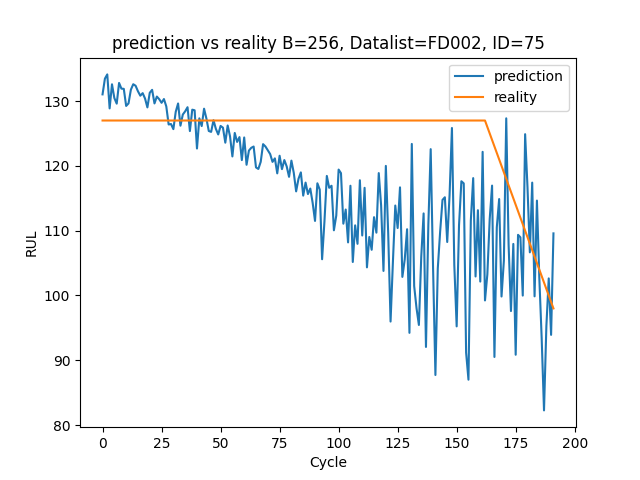 prediction vs reality B=256, Datalist=FD002, ID=75
prediction
reality
130
120
110
100
90
80
RUL
0 25 50 75 100 125 150 175 200
Cycle